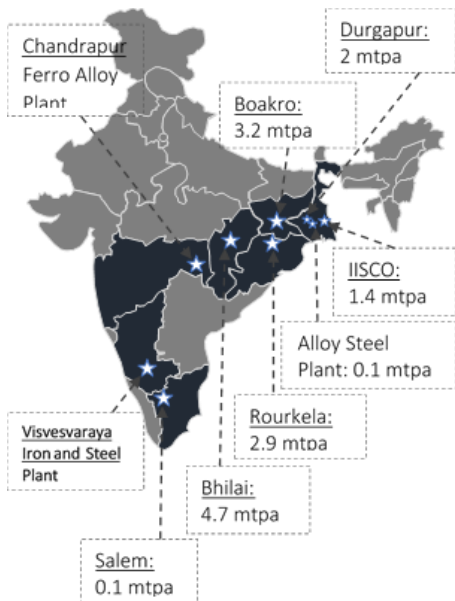 Chandrapur
Ferro Alloy
Plant
Durgapur:
2 mtpa
Boakro:
3.2 mtpa
IISCO:
1.4 mtpa
Alloy Steel
Plant: 0.1 mtpa
Rourkela:
2.9 mtpa
Visvesvaraya
Iron and Steel
Plant
Bhilai:
4.7 mtpa
Salem:
0.1 mtpa